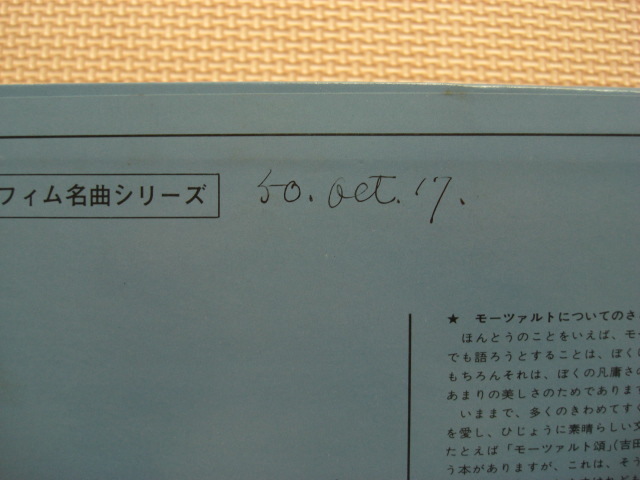 フィム名曲シリーズ
50. Oct. 17.
★ モーツァルトについてのさ
ほんとうのことをいえば、モー
でも語ろうとすることは、ぼくに
もちろんそれは、ぼくの凡庸さの
あまりの美しさのためであります
いままで、多くのきわめてすぐ
を愛し、ひじょうに素晴らしい文
たとえば「モーツァルト頌」(吉田
う本がありますが、これは、そう